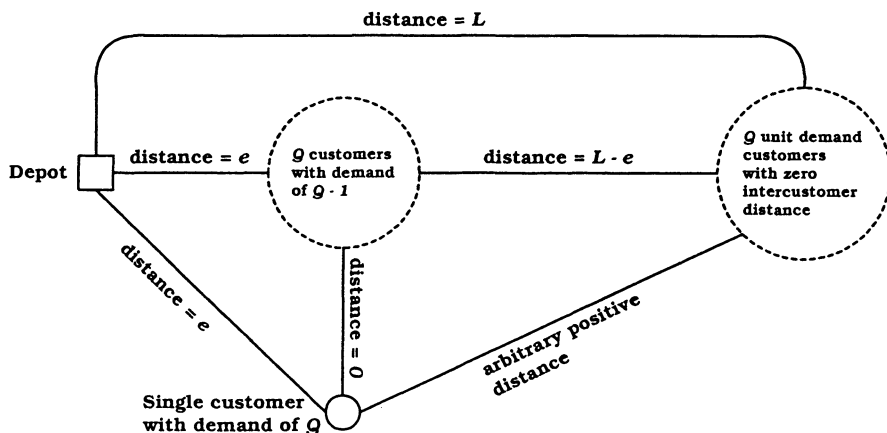 distance = L
Depot
distance = e
Q customers
with demand
of Q - 1
distance = L - e
Q unit demand
customers
with zero
intercustomer
distance
distance = e
distance = 0
arbitrary positive
distance
Single customer
with demand of Q